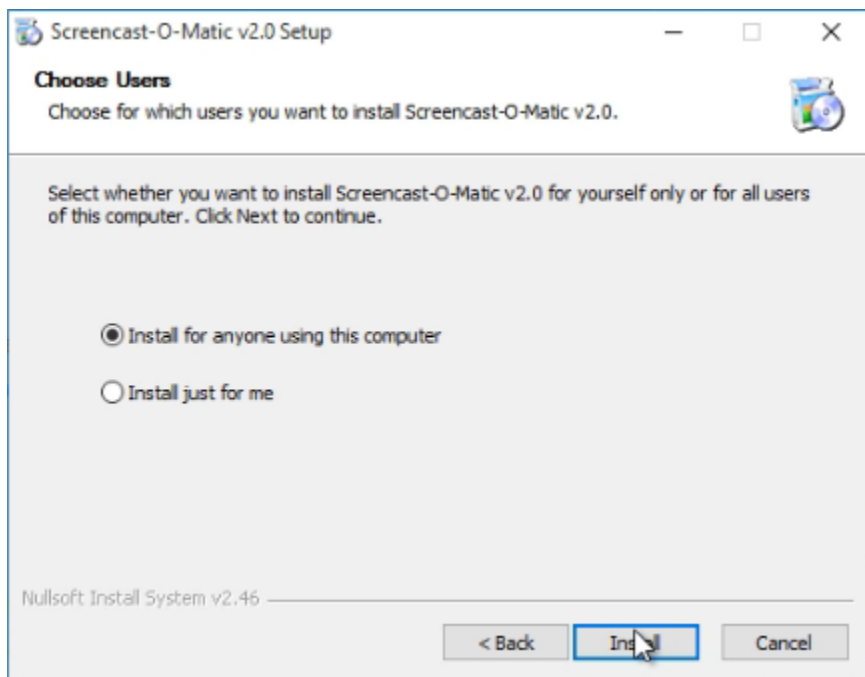 Screencast-O-Matic v2.0 Setup
Choose Users
Choose for which users you want to install Screencast-O-Matic v2.0.
Select whether you want to install Screencast-O-Matic v2.0 for yourself only or for all users
of this computer. Click Next to continue.
Install for anyone using this computer
Install just for me
Nullsoft Install System v2.46
< Back Install Cancel